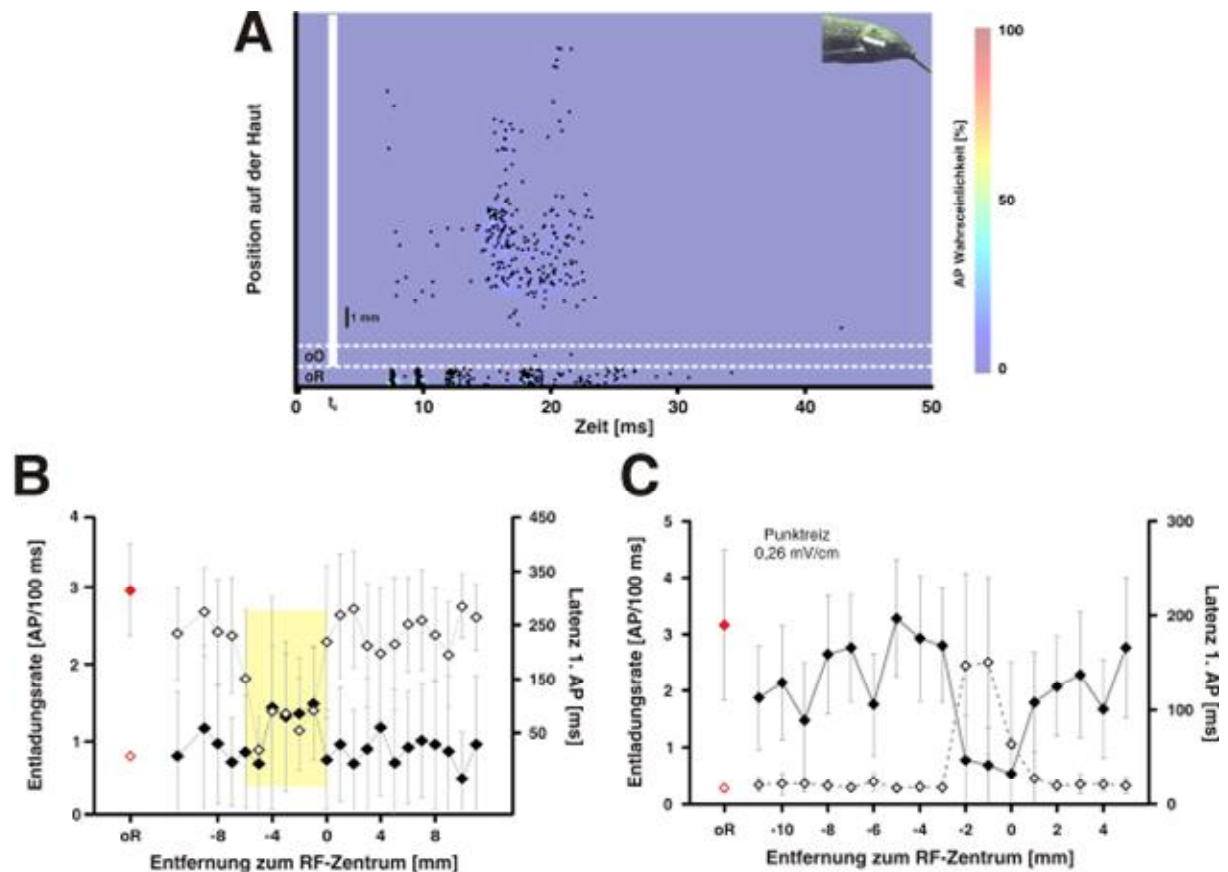 A
Position auf der Haut
1 mm
oO
oR
0
10
20
30
40
50
Zeit [ms]
100
50
0
AP Wahrsceinlichkeit [%]
B
Entladungsrate [AP/100 ms]
4
3
2
1
0
450
350
250
150
50
Latenz 1. AP [ms]
oR
-8
-4
0
4
8
Entfernung zum RF-Zentrum [mm]
C
Punktreiz
0,26 mV/cm
Entladungsrate [AP/100 ms]
5
4
3
2
1
0
300
200
100
0
Latenz 1. AP [ms]
oR
-10
-8
-6
-4
-2
0
2
4
Entfernung zum RF-Zentrum [mm]